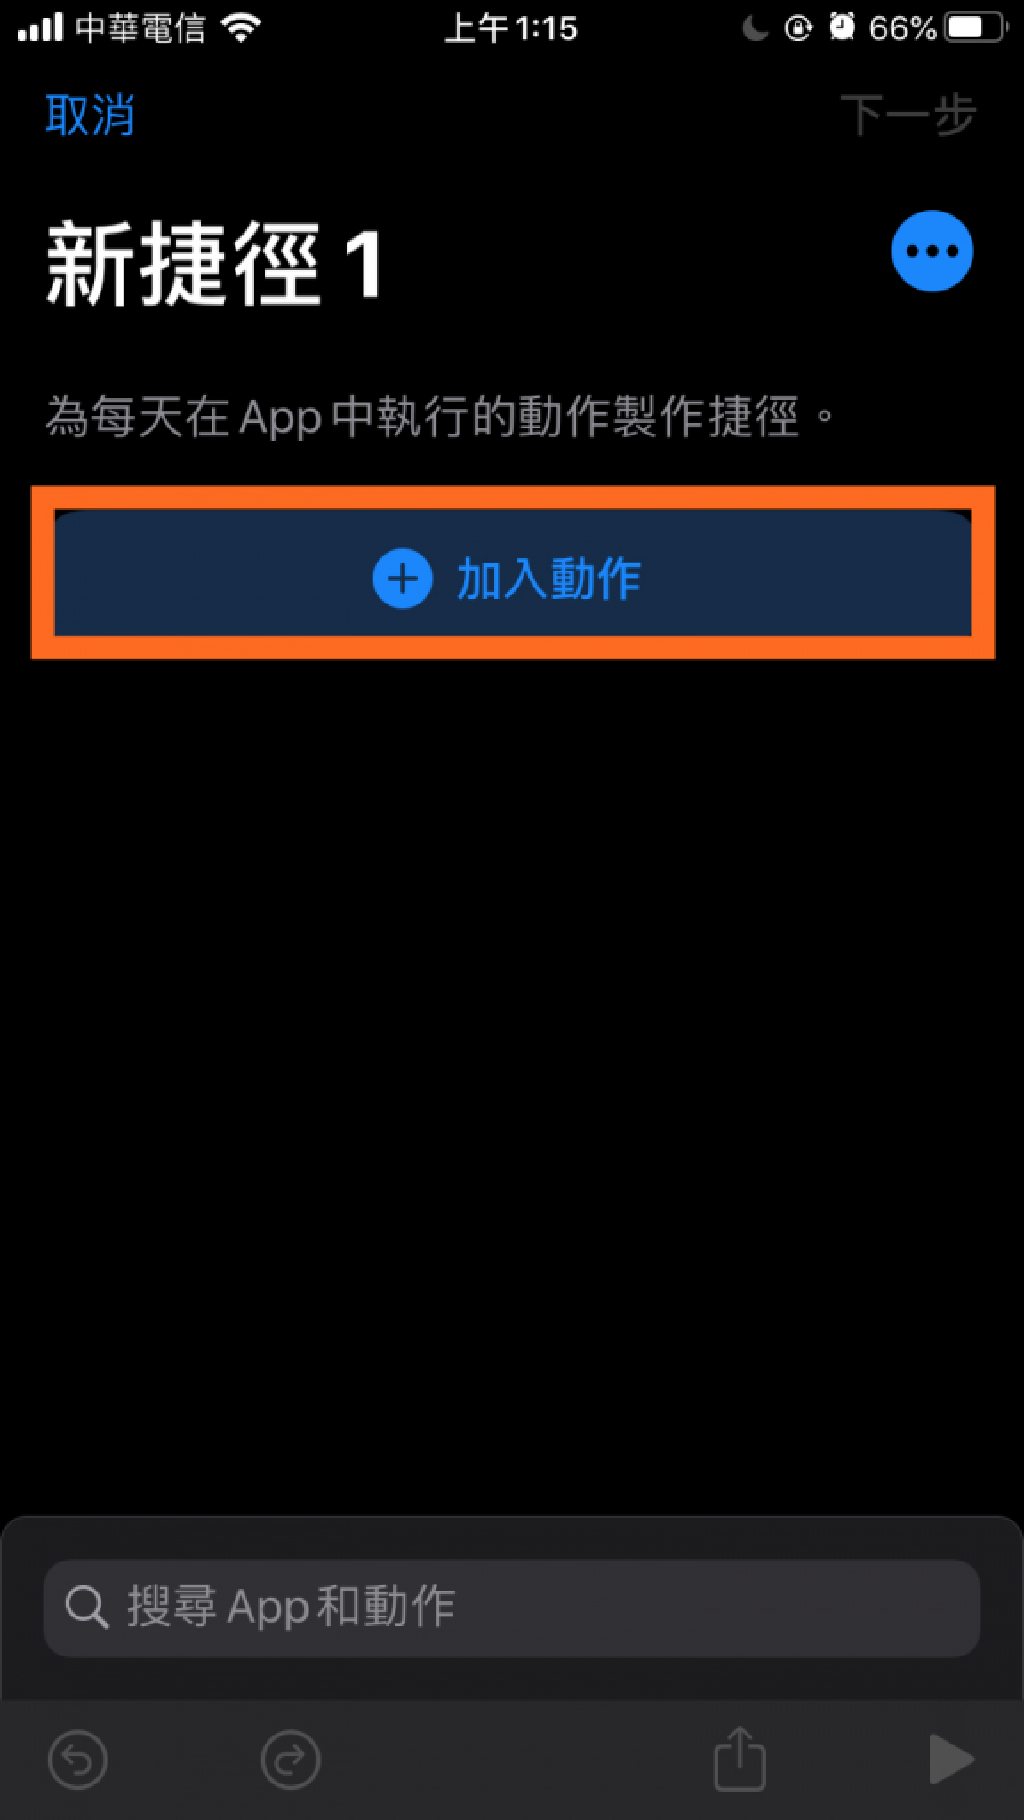 中華電信 上午1:15 66%
取消 下一步
新捷徑 1
為每天在 App 中執行的動作製作捷徑。
加入動作
搜尋 App 和動作